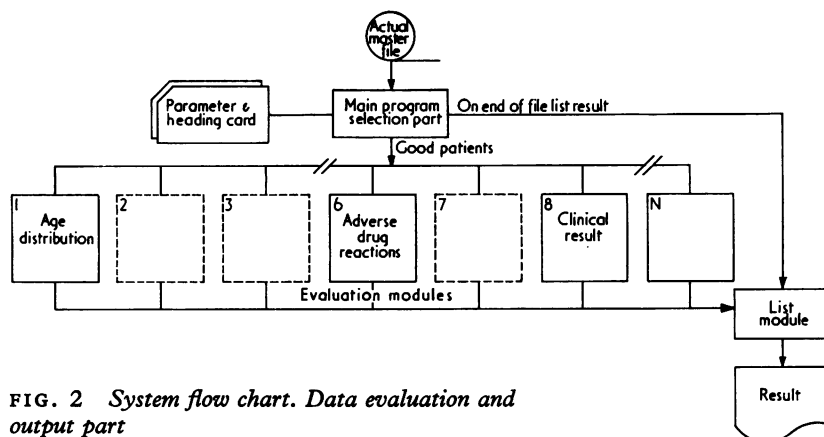 Actual
master
file
Parameter &
heading card
Main program
selection part
On end of file list result
Good patients
1
Age
distribution
2
3
6
Adverse
drug
reactions
7
8
Clinical
result
N
Evaluation modules
List
module
Result
FIG. 2 System flow chart. Data evaluation and
output part